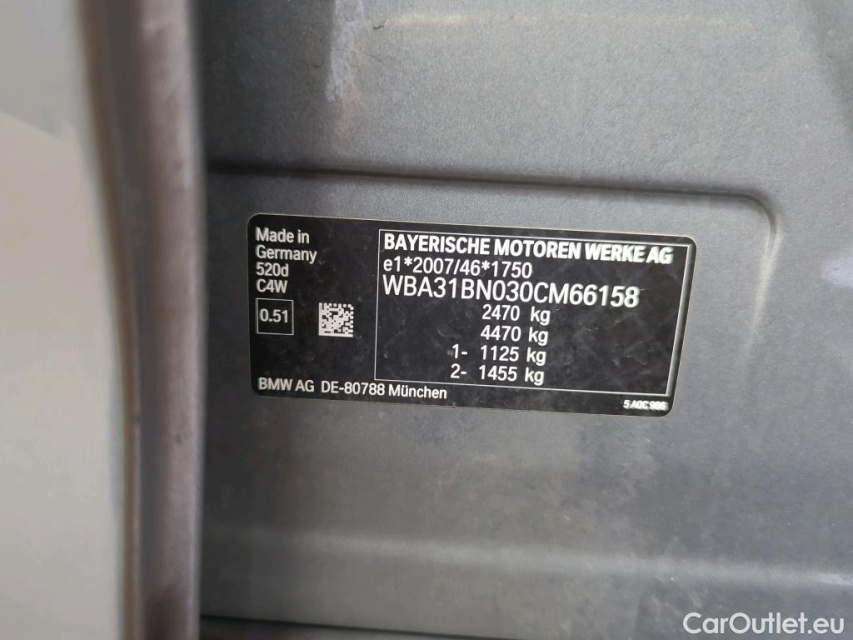 Made in
Germany
520d
C4W
0.51
BAYERISCHE MOTOREN WERKE AG
e1*2007/46*1750
WBA31BN030CM66158
2470 kg
4470 kg
1- 1125 kg
2- 1455 kg
BMW AG DE-80788 München
CarOutlet.eu